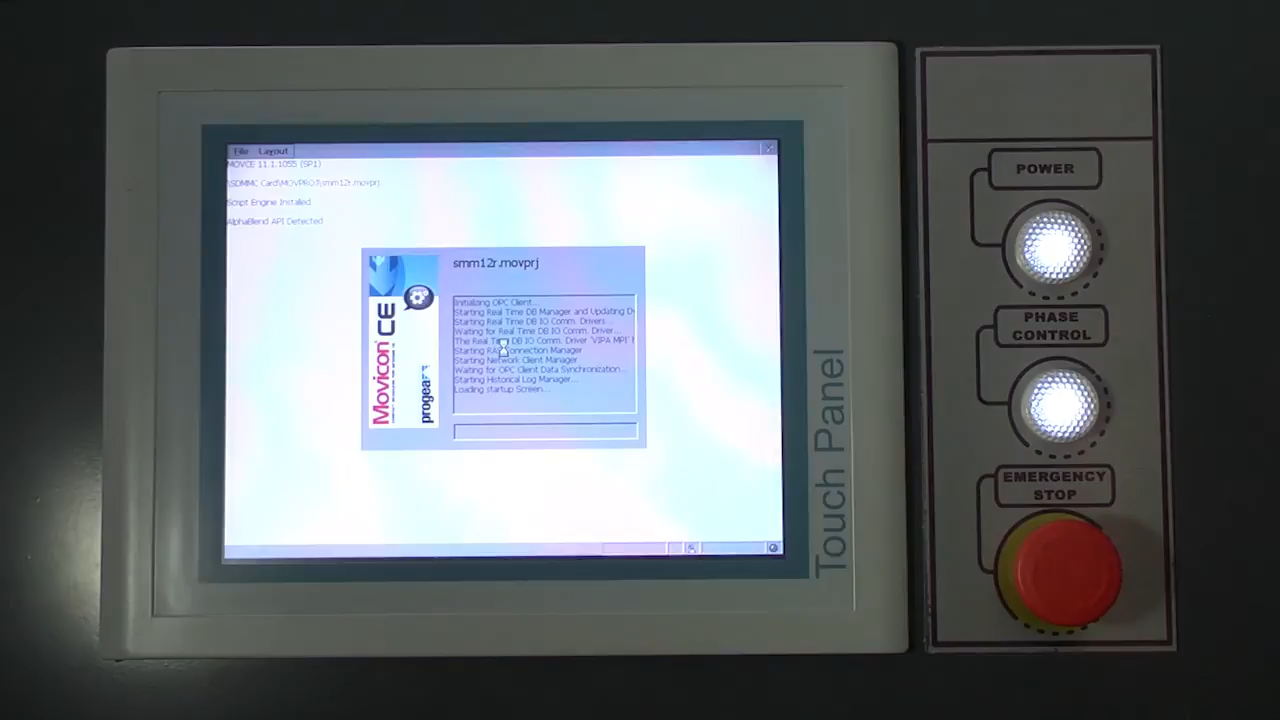 File Layout
MOVCE 11.1.1055 (SP1)
\SDMMC Card\MOVPROJ\smm12r.movprj
Script Engine Installed
AlphaBlend API Detected
smm12r.movprj
Initializing OPC Client...
Starting Real Time DB Manager and Updating Dy
Starting Real Time DB IO Comm. Drivers...
Waiting for Real Time DB IO Comm. Driver...
The Real Time DB IO Comm. Driver 'VIPA MPI'
Starting RAS Connection Manager
Starting Network Client Manager
Waiting for OPC Client Data Synchronization...
Starting Historical Log Manager...
Loading startup Screen...
Movicon CE
progea
Touch Panel
POWER
PHASE
CONTROL
EMERGENCY
STOP